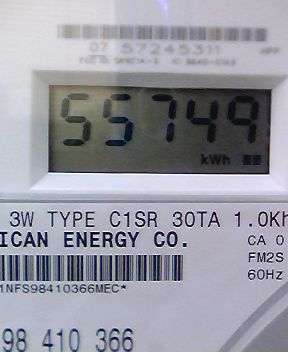 07 57245311
55749
kWh
3W TYPE C1SR 30TA 1.0Kh
ICAN ENERGY CO.
CA 0
FM2S
60Hz
1NFS98410366MEC*
98 410 366